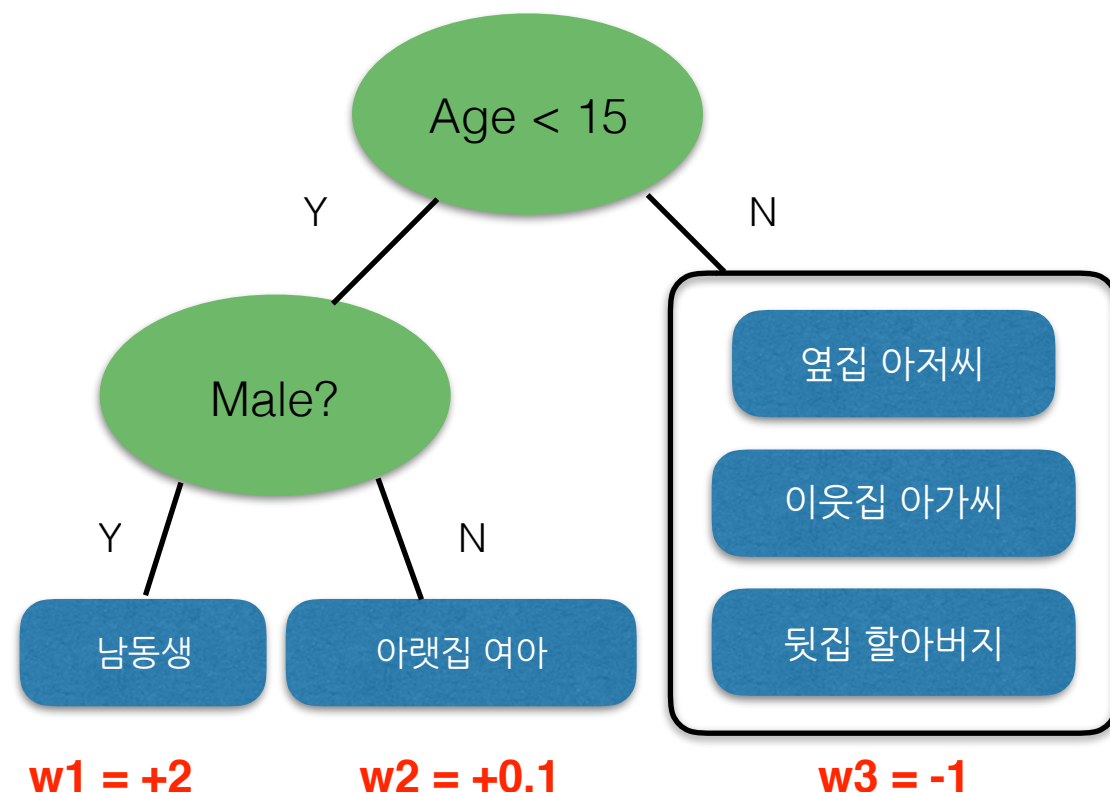 Age < 15
Y
N
옆집 아저씨
Male?
이웃집 아가씨
Y
N
남동생
아랫집 여아
뒷집 할아버지
w1 = +2
w2 = +0.1
w3 = -1